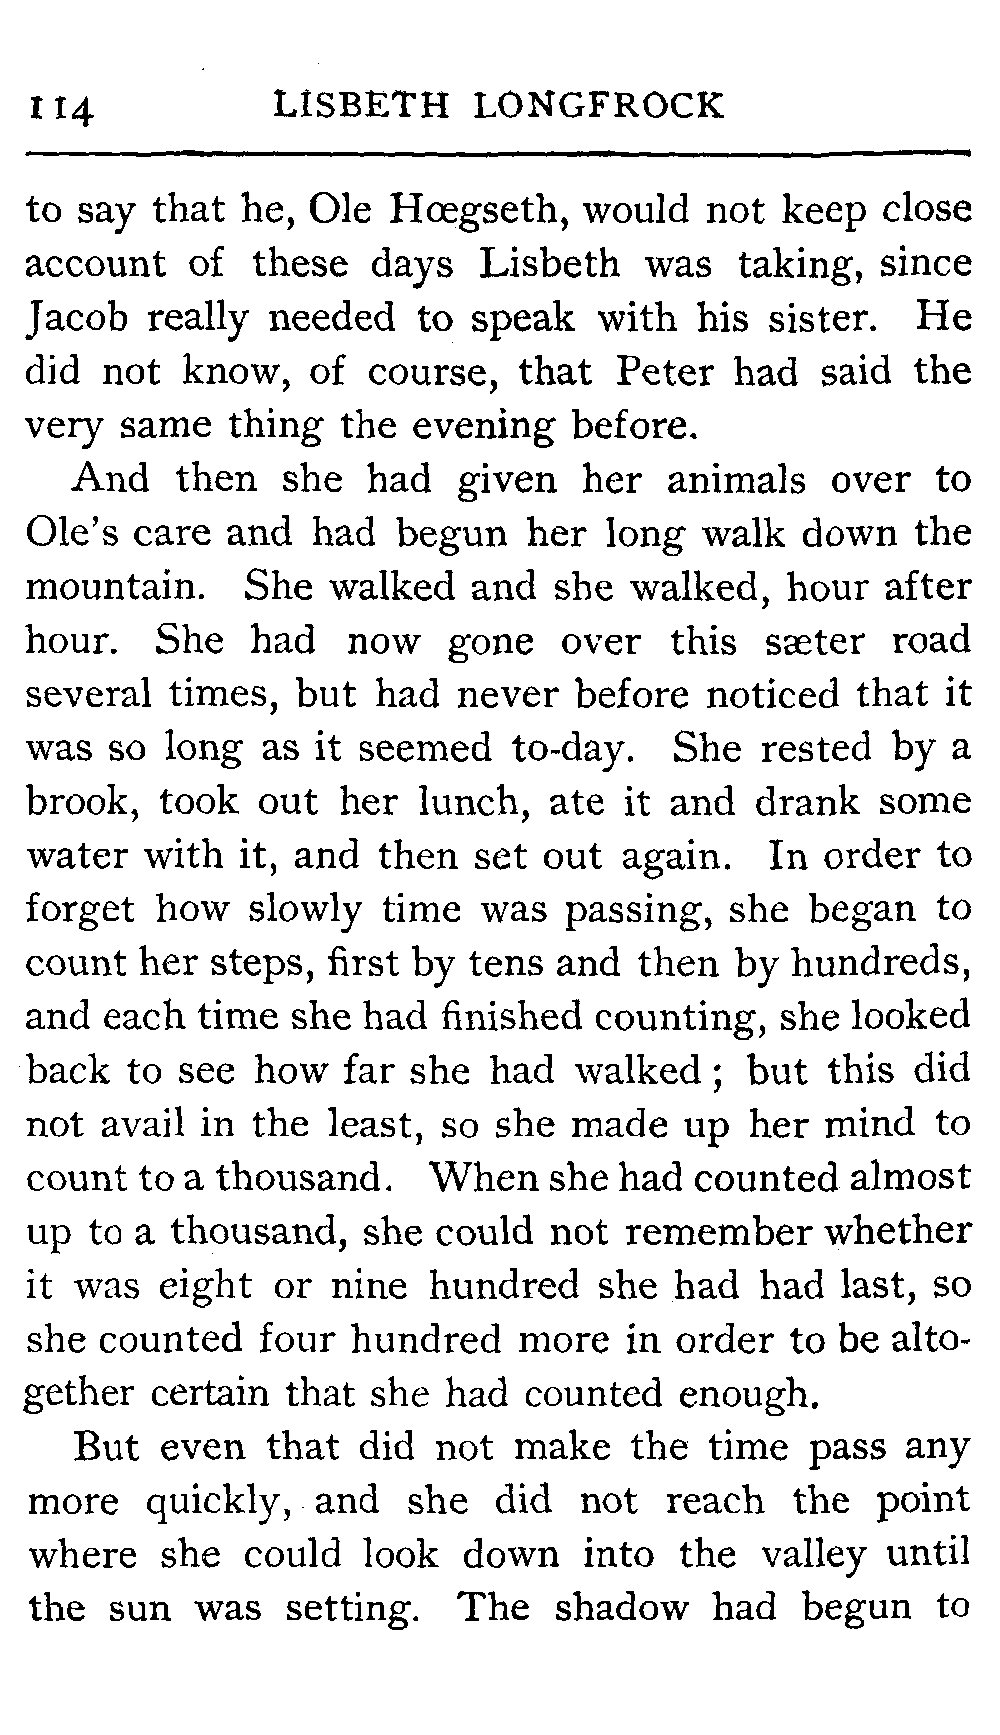 114 LISBETH LONGFROCK
to say that he, Ole Hœgseth, would not keep close
account of these days Lisbeth was taking, since
Jacob really needed to speak with his sister. He
did not know, of course, that Peter had said the
very same thing the evening before.
And then she had given her animals over to
Ole's care and had begun her long walk down the
mountain. She walked and she walked, hour after
hour. She had now gone over this sæter road
several times, but had never before noticed that it
was so long as it seemed to-day. She rested by a
brook, took out her lunch, ate it and drank some
water with it, and then set out again. In order to
forget how slowly time was passing, she began to
count her steps, first by tens and then by hundreds,
and each time she had finished counting, she looked
back to see how far she had walked; but this did
not avail in the least, so she made up her mind to
count to a thousand. When she had counted almost
up to a thousand, she could not remember whether
it was eight or nine hundred she had had last, so
she counted four hundred more in order to be alto-
gether certain that she had counted enough.
But even that did not make the time pass any
more quickly, and she did not reach the point
where she could look down into the valley until
the sun was setting. The shadow had begun to